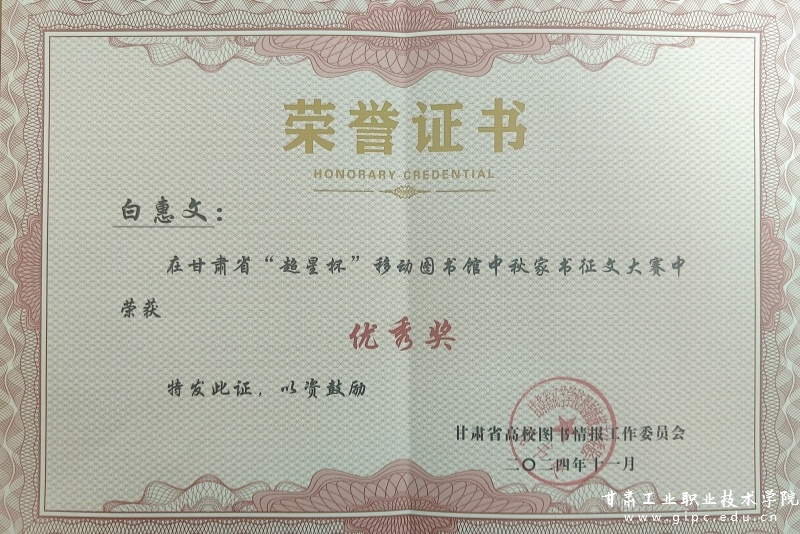 荣誉证书
HONORARY CREDENTIAL
白惠文：
在甘肃省“超星杯”移动图书馆中秋家书征文大赛中
荣获
优秀奖
特发此证，以资鼓励
甘肃省高校图书情报工作委员会
二〇二四年十一月
甘肃工业职业技术学院
www.gipc.edu.cn